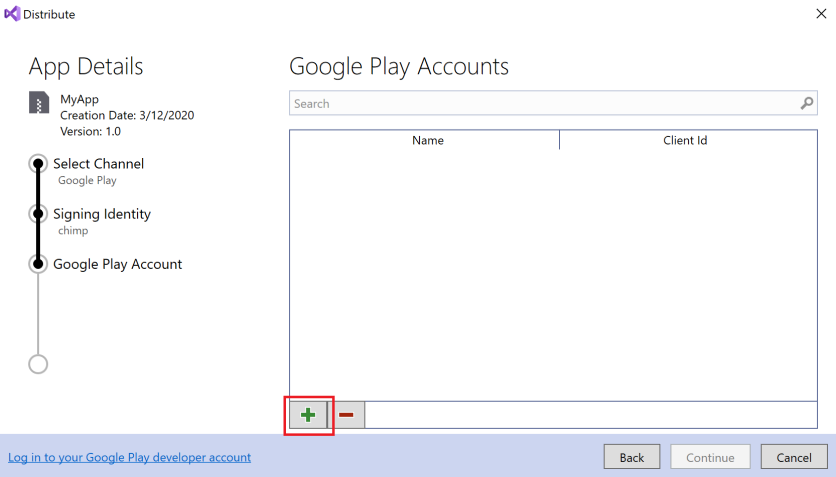 Distribute
App Details
MyApp
Creation Date: 3/12/2020
Version: 1.0
Select Channel
Google Play
Signing Identity
chimp
Google Play Account
Google Play Accounts
Search
Name Client Id
Log in to your Google Play developer account
Back Continue Cancel